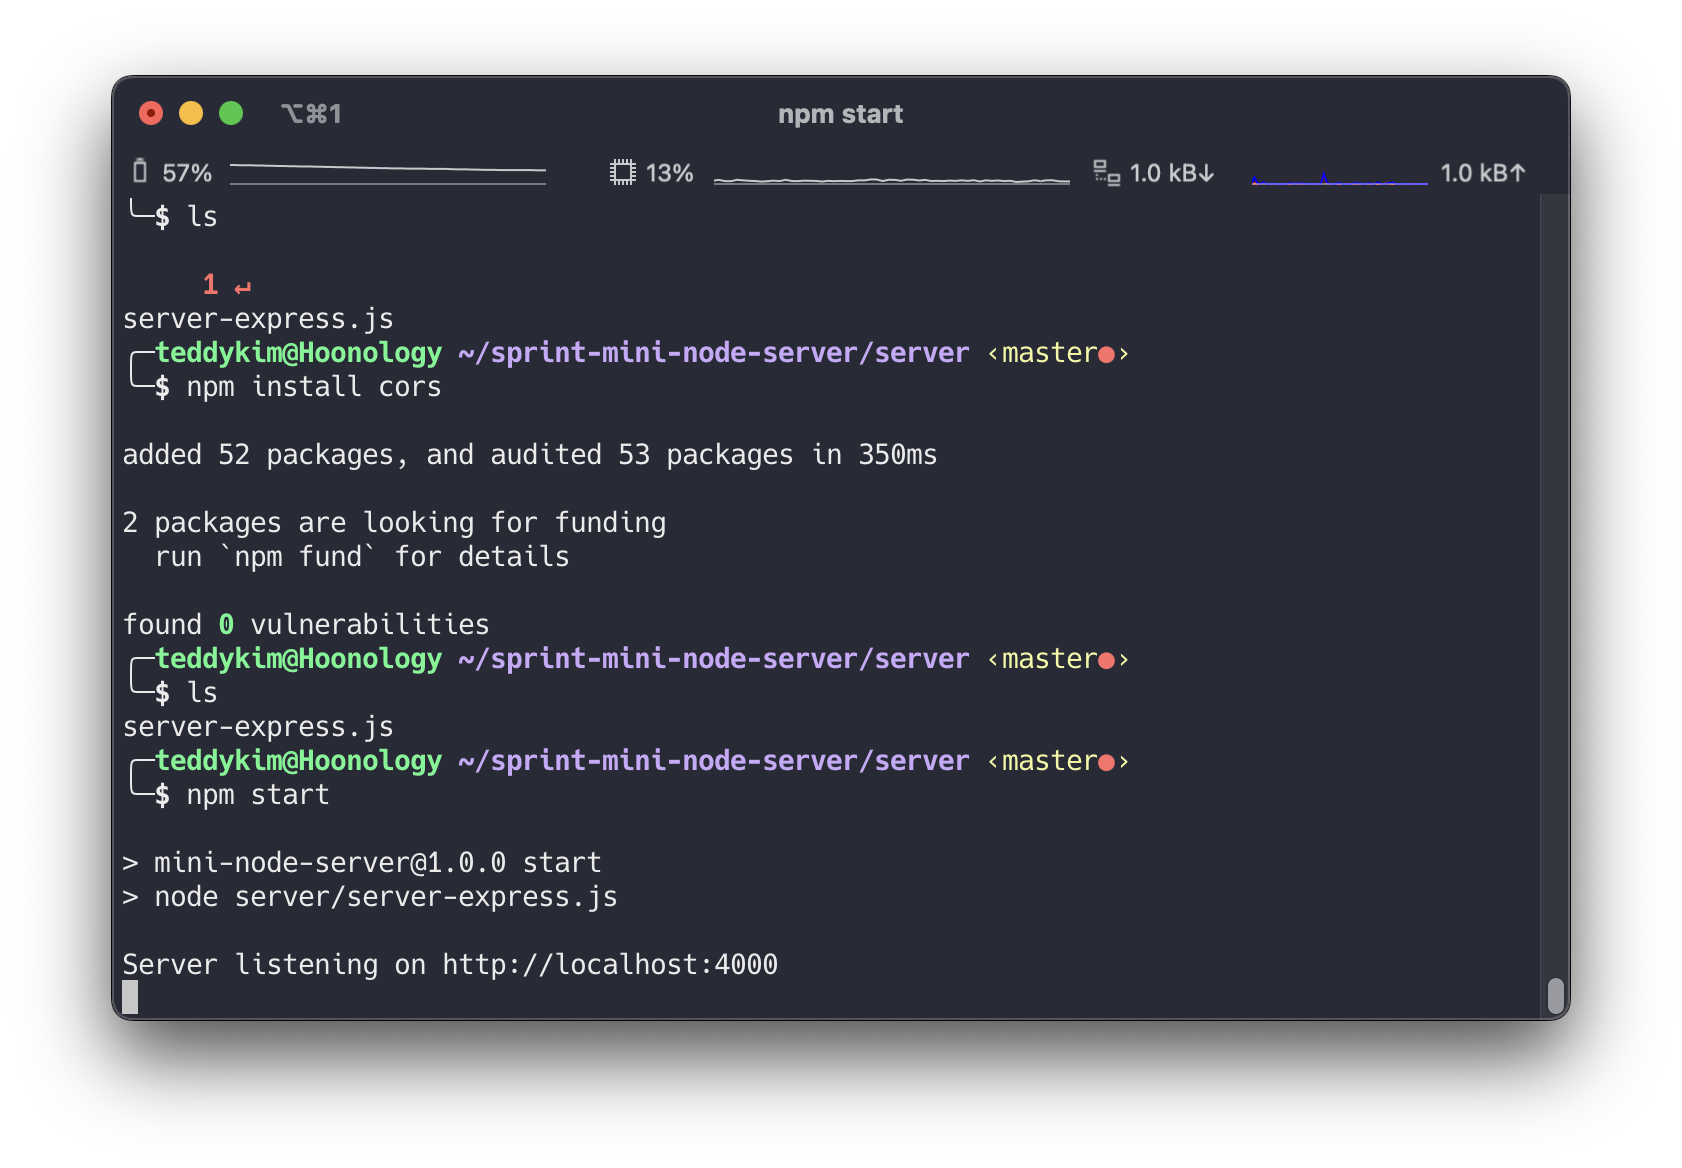 ⌥⌘1 npm start
57% 13% 1.0 kB↓ 1.0 kB↑
╰─$ ls
1 ↵
server-express.js
╭─teddykim@Hoonology ~/sprint-mini-node-server/server ‹master●›
╰─$ npm install cors
added 52 packages, and audited 53 packages in 350ms
2 packages are looking for funding
  run `npm fund` for details
found 0 vulnerabilities
╭─teddykim@Hoonology ~/sprint-mini-node-server/server ‹master●›
╰─$ ls
server-express.js
╭─teddykim@Hoonology ~/sprint-mini-node-server/server ‹master●›
╰─$ npm start
> mini-node-server@1.0.0 start
> node server/server-express.js
Server listening on http://localhost:4000